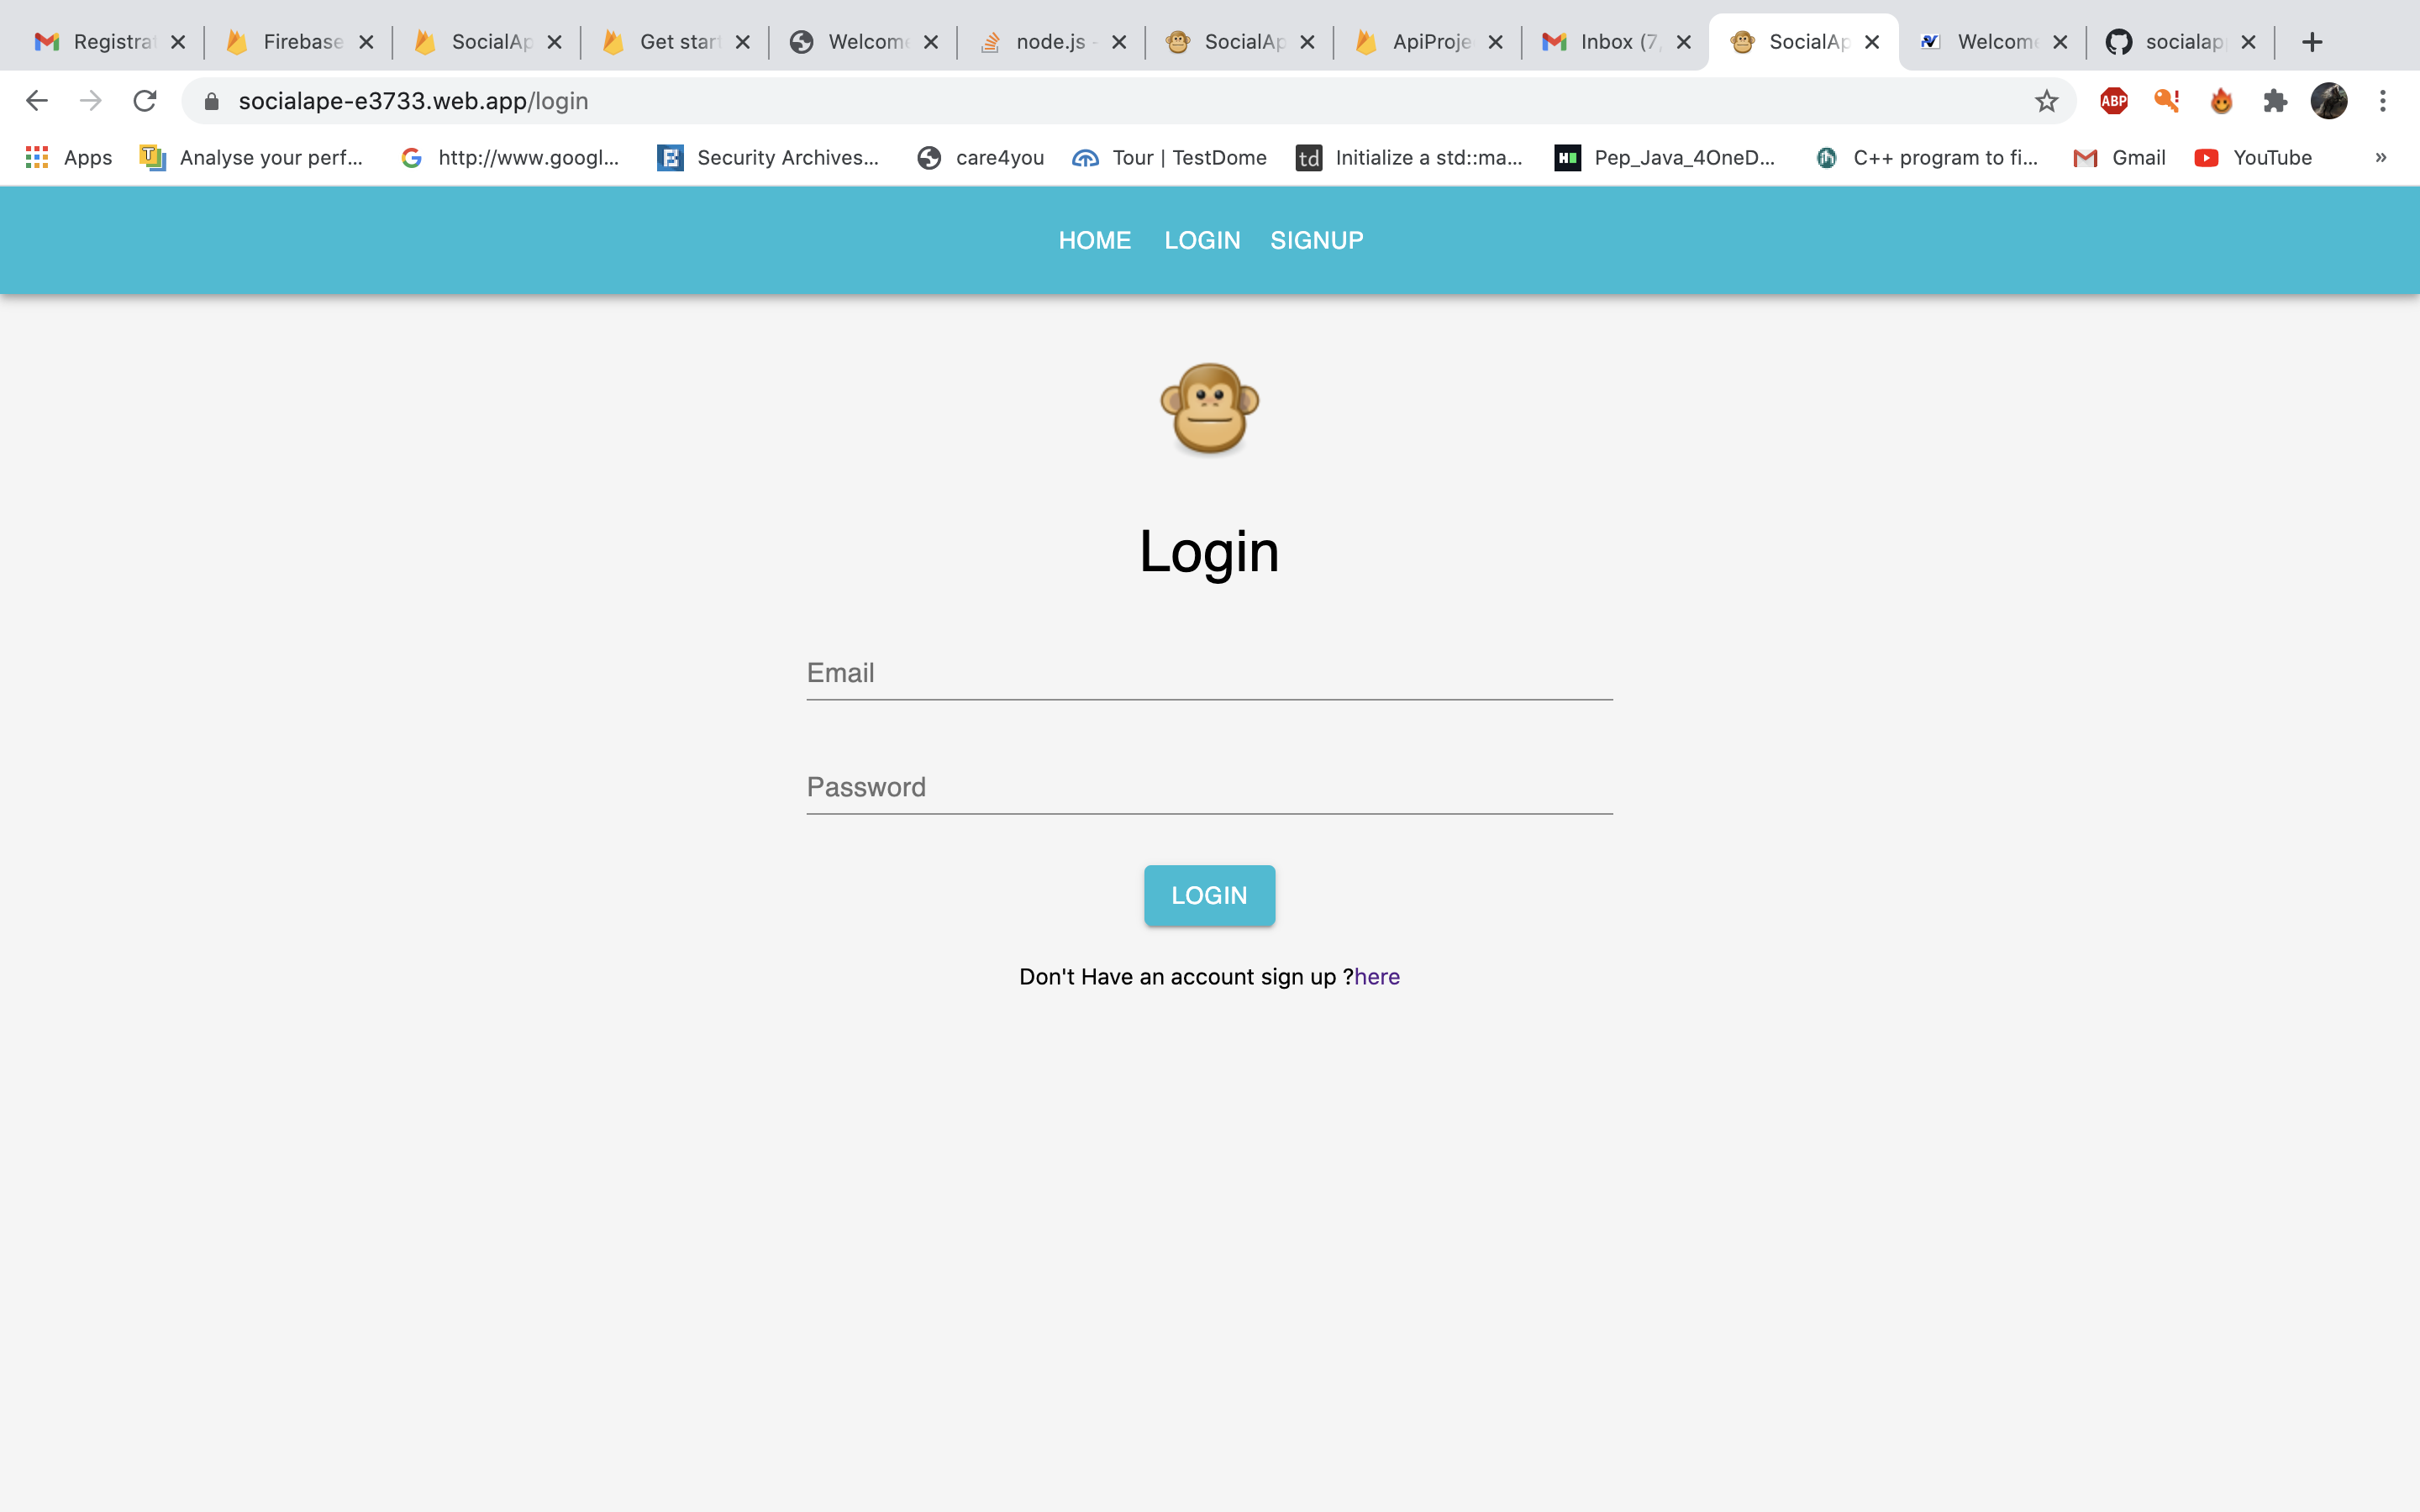 Registrat Firebase SocialAp Get start Welcome node.js - SocialAp ApiProje Inbox (7, SocialAp Welcome socialap
socialape-e3733.web.app/login ABP
Apps Analyse your perf... http://www.googl... Security Archives... care4you Tour | TestDome td Initialize a std::ma... H Pep_Java_4OneD... C++ program to fi... Gmail YouTube »
HOME LOGIN SIGNUP
Login
Email
Password
LOGIN
Don't Have an account sign up ?here